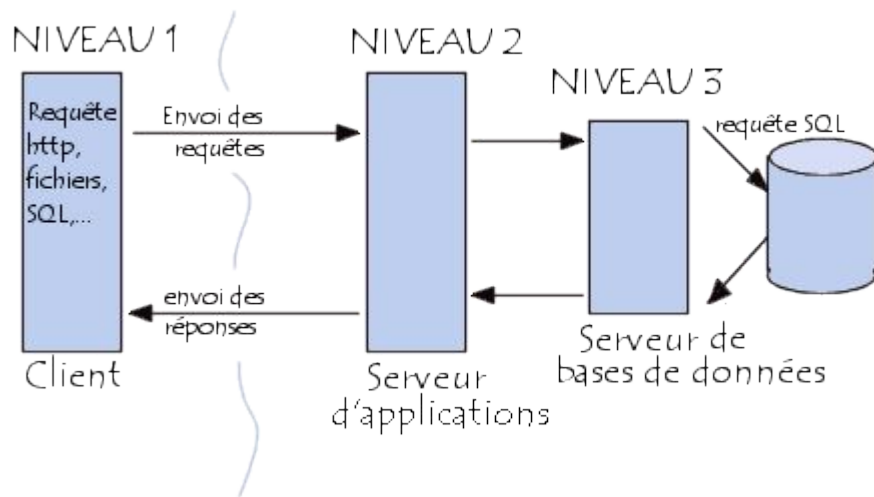 NIVEAU 1
NIVEAU 2
NIVEAU 3
Requête
http,
fichiers,
SQL,...
Envoi des
requêtes
requête SQL
envoi des
réponses
Client
Serveur
d'applications
Serveur de
bases de données